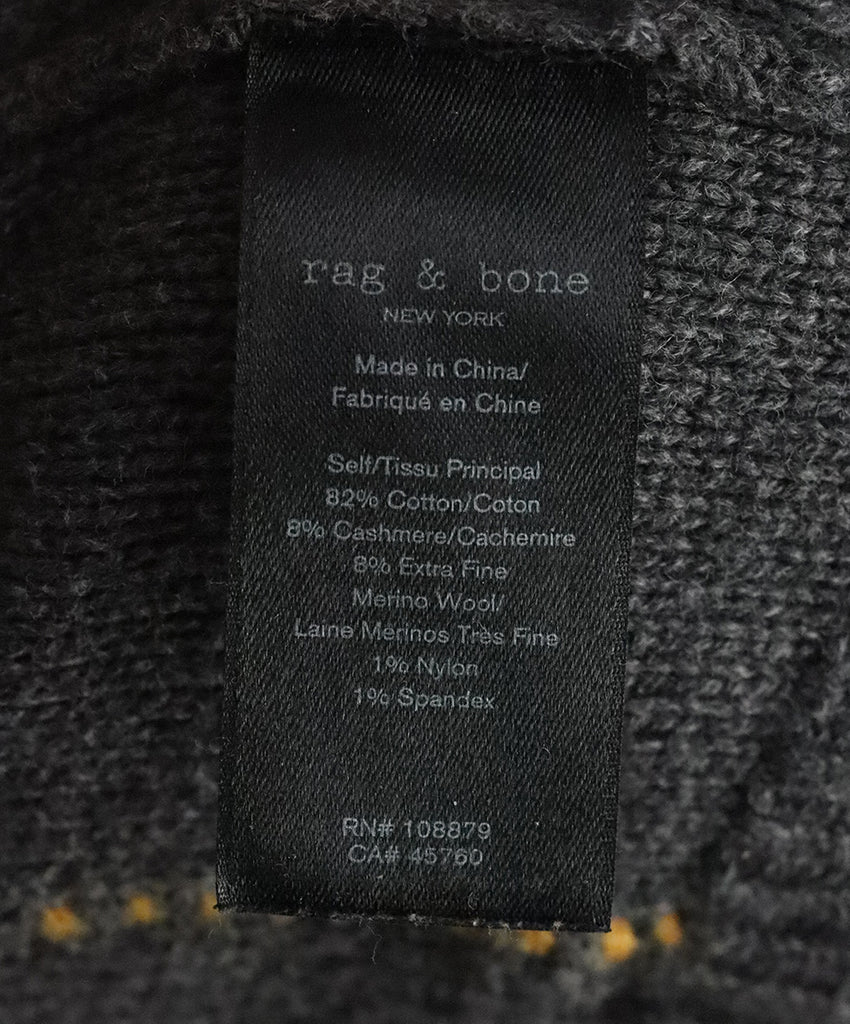 rag & bone
NEW YORK
Made in China/
Fabriqué en Chine
Self/Tissu Principal
82% Cotton/Coton
8% Cashmere/Cachemire
8% Extra Fine
Merino Wool/
Laine Merinos Très Fine
1% Nylon
1% Spandex
RN# 108879
CA# 45760